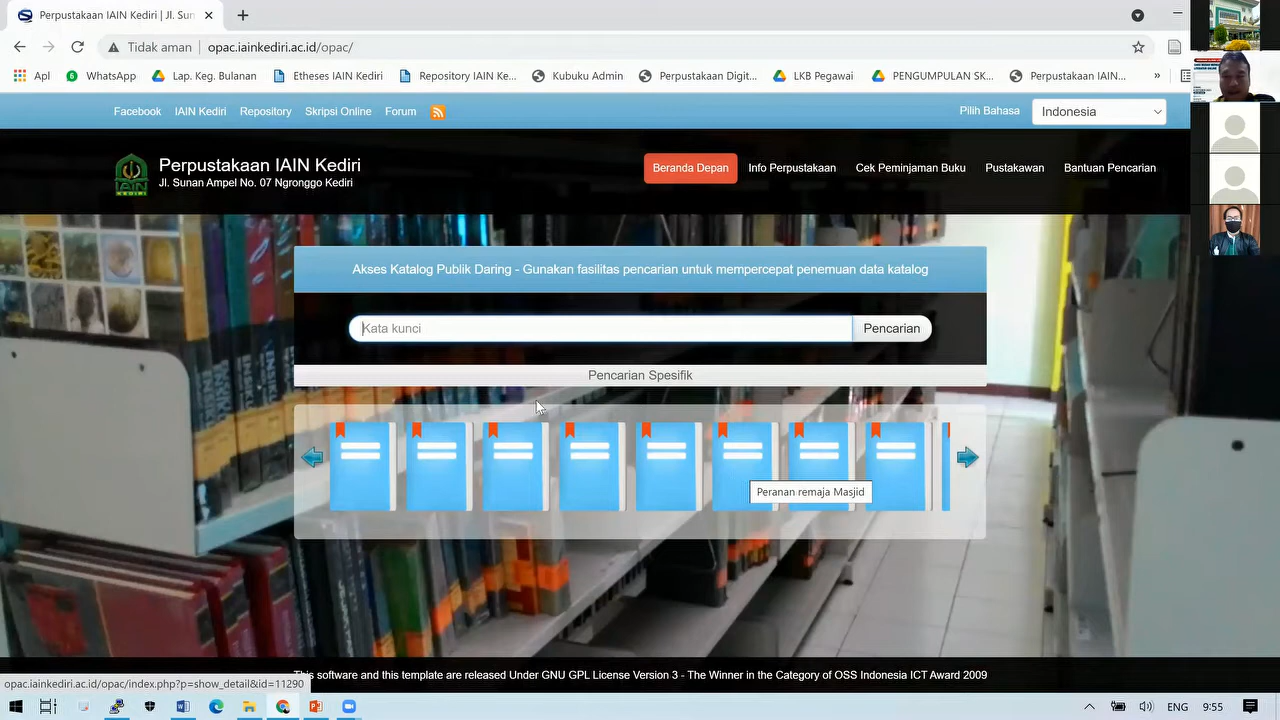 Perpustakaan IAIN Kediri | Jl. Sun
Tidak aman | opac.iainkediri.ac.id/opac/
Apl WhatsApp Lap. Keg. Bulanan Etheses IAIN Kediri Repository IAIN Kubuku Admin Perpustakaan Digi LKB Pegawai PENGUMPULAN SK... Perpustakaan IAIN... »
Facebook IAIN Kediri Repository Skripsi Online Forum Pilih Bahasa Indonesia
Perpustakaan IAIN Kediri
Jl. Sunan Ampel No. 07 Ngronggo Kediri
Beranda Depan Info Perpustakaan Cek Peminjaman Buku Pustakawan Bantuan Pencarian
IAIN
KEDIRI
Akses Katalog Publik Daring - Gunakan fasilitas pencarian untuk mempercepat penemuan data katalog
Kata kunci Pencarian
Pencarian Spesifik
Peranan remaja Masjid
This software and this template are released Under GNU GPL License Version 3 - The Winner in the Category of OSS Indonesia ICT Award 2009
opac.iainkediri.ac.id/opac/index.php?p=show_detail&id=11290
ENG 9:55